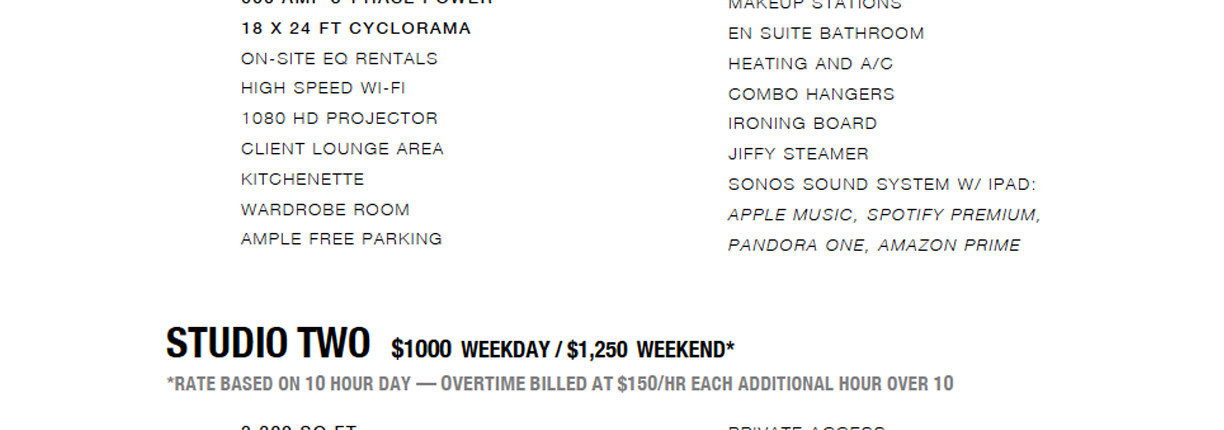 18 X 24 FT CYCLORAMA
ON-SITE EQ RENTALS
HIGH SPEED WI-FI
1080 HD PROJECTOR
CLIENT LOUNGE AREA
KITCHENETTE
WARDROBE ROOM
AMPLE FREE PARKING
MAKEUP STATIONS
EN SUITE BATHROOM
HEATING AND A/C
COMBO HANGERS
IRONING BOARD
JIFFY STEAMER
SONOS SOUND SYSTEM W/ IPAD:
APPLE MUSIC, SPOTIFY PREMIUM,
PANDORA ONE, AMAZON PRIME
STUDIO TWO $1000 WEEKDAY / $1,250 WEEKEND*
*RATE BASED ON 10 HOUR DAY — OVERTIME BILLED AT $150/HR EACH ADDITIONAL HOUR OVER 10
PRIVATE ACCESS